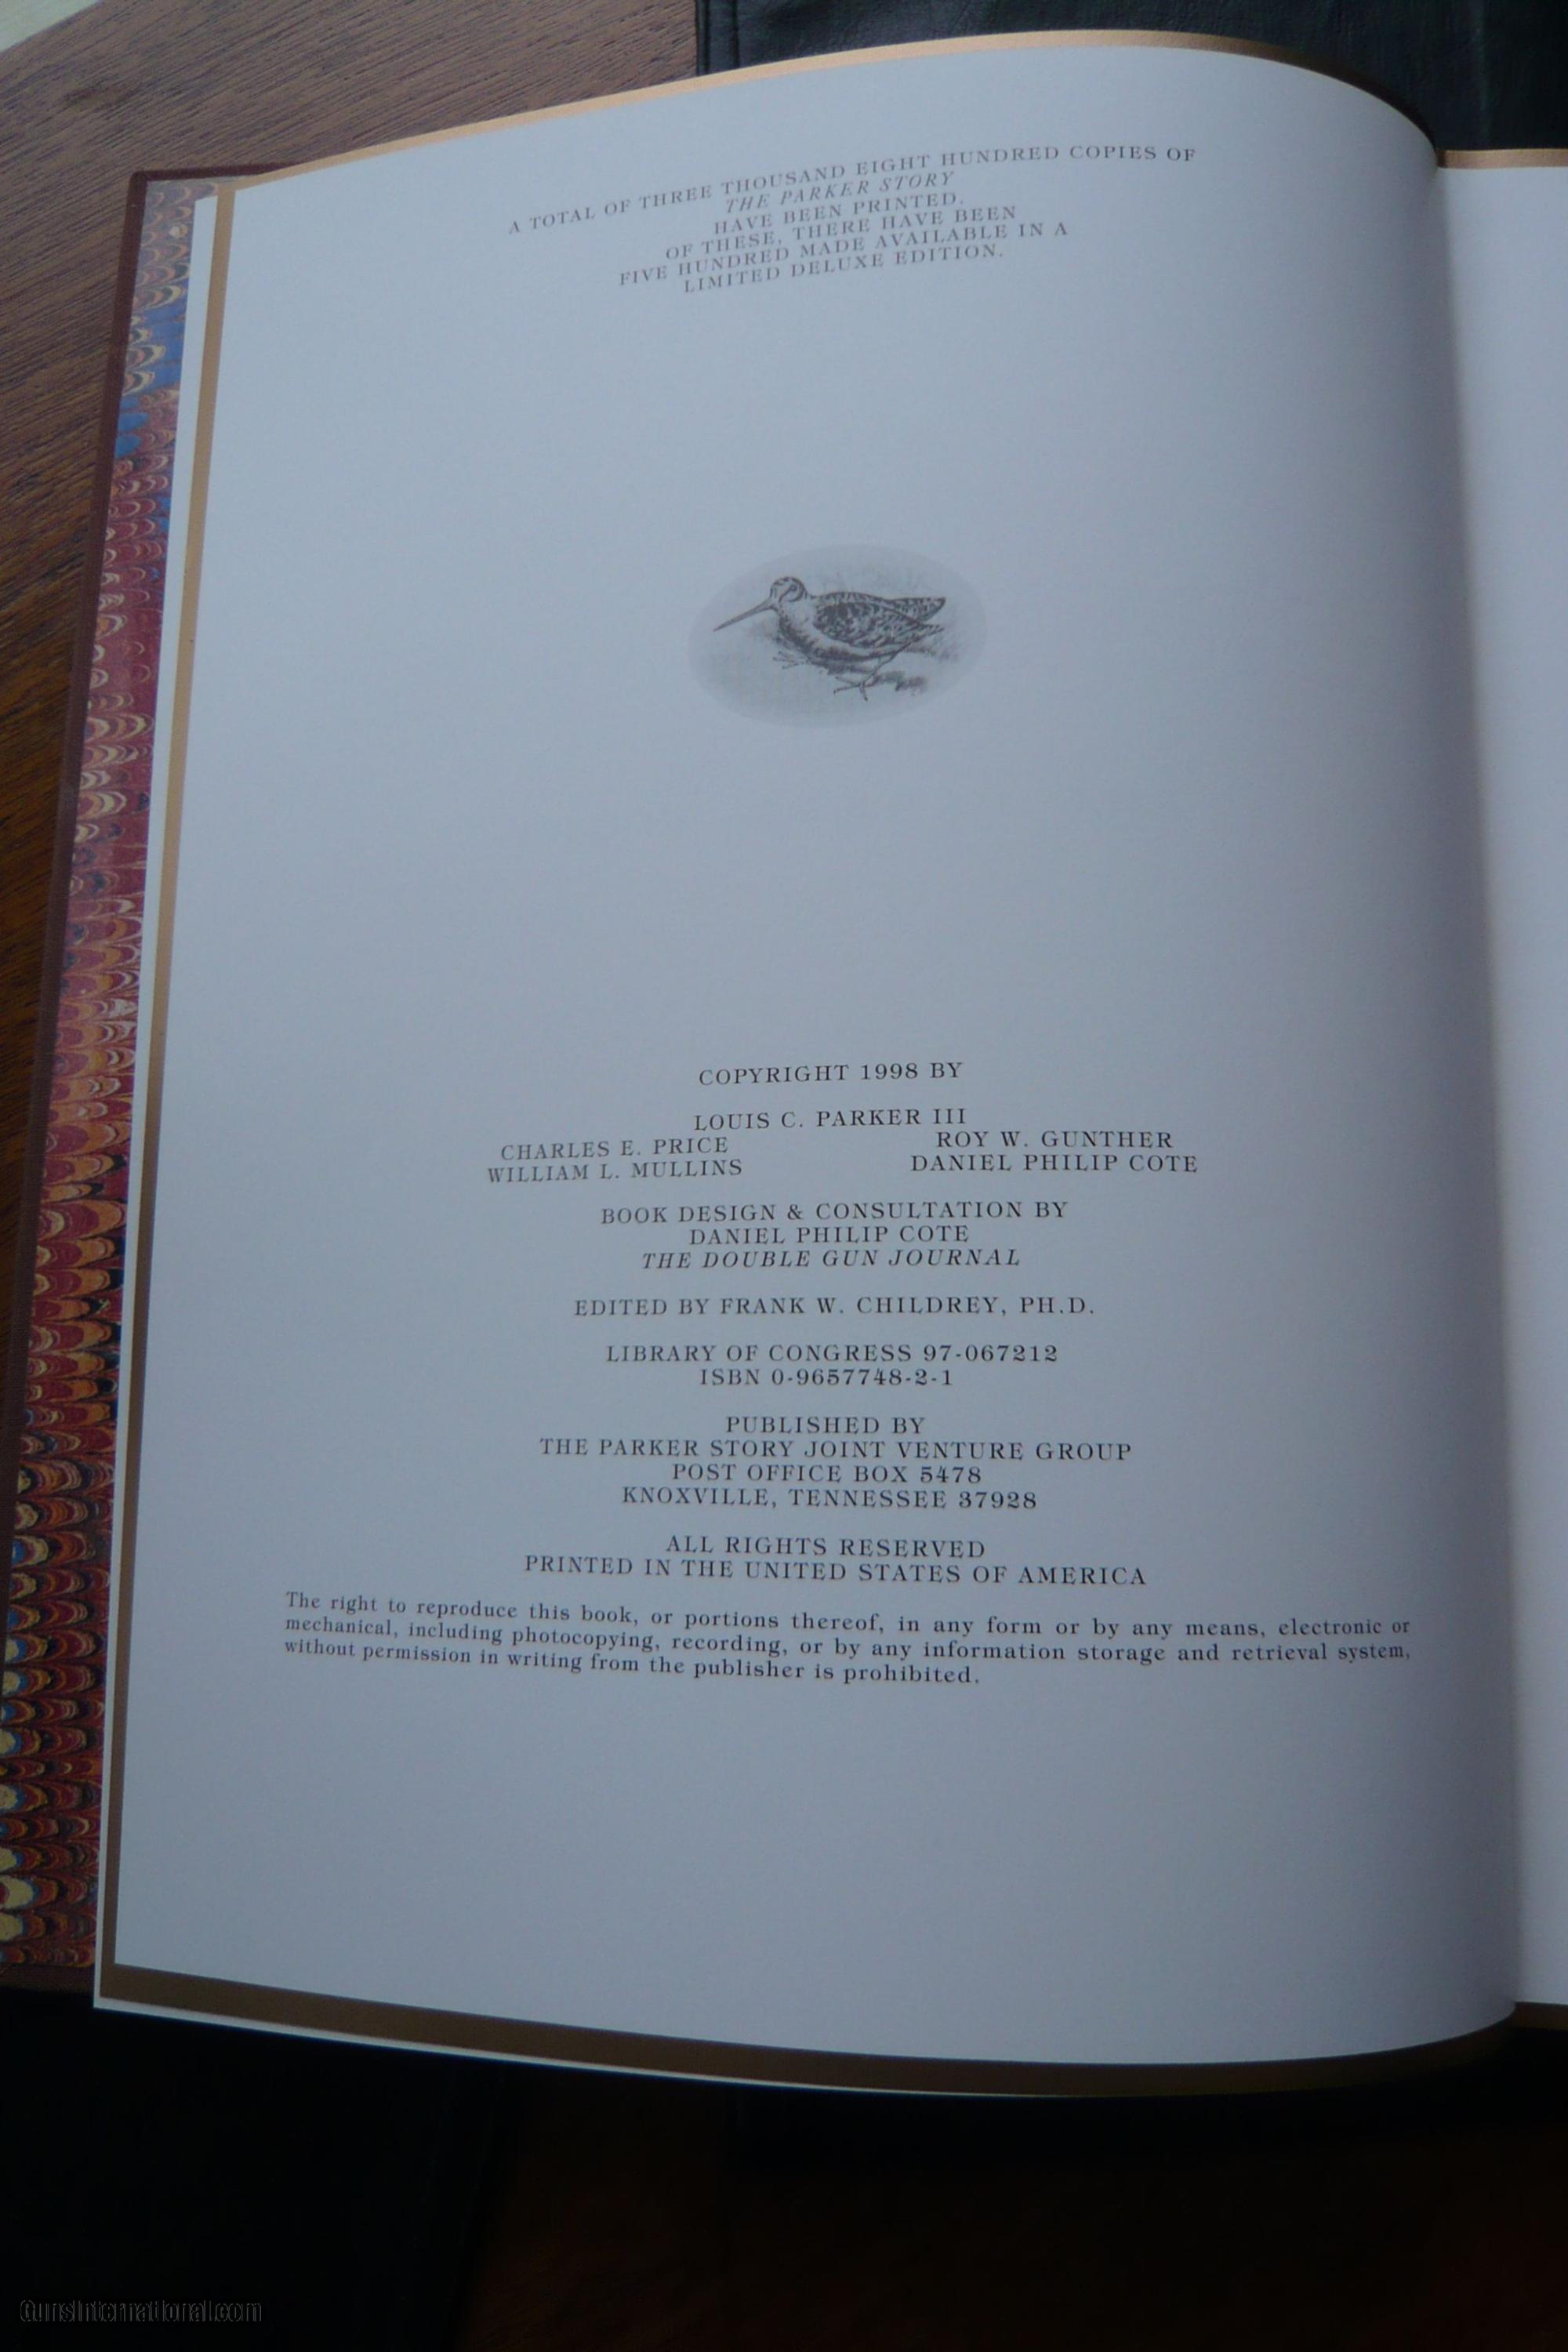 A TOTAL OF THREE THOUSAND EIGHT HUNDRED COPIES OF
THE PARKER STORY
HAVE BEEN PRINTED.
OF THESE, THERE HAVE BEEN
FIVE HUNDRED MADE AVAILABLE IN A
LIMITED DELUXE EDITION.
COPYRIGHT 1998 BY
LOUIS C. PARKER III
CHARLES E. PRICE ROY W. GUNTHER
WILLIAM L. MULLINS DANIEL PHILIP COTE
BOOK DESIGN & CONSULTATION BY
DANIEL PHILIP COTE
THE DOUBLE GUN JOURNAL
EDITED BY FRANK W. CHILDREY, PH.D.
LIBRARY OF CONGRESS 97-067212
ISBN 0-9657748-2-1
PUBLISHED BY
THE PARKER STORY JOINT VENTURE GROUP
POST OFFICE BOX 5478
KNOXVILLE, TENNESSEE 37928
ALL RIGHTS RESERVED
PRINTED IN THE UNITED STATES OF AMERICA
The right to reproduce this book, or portions thereof, in any form or by any means, electronic or
mechanical, including photocopying, recording, or by any information storage and retrieval system,
without permission in writing from the publisher is prohibited.
GunsInternational.com